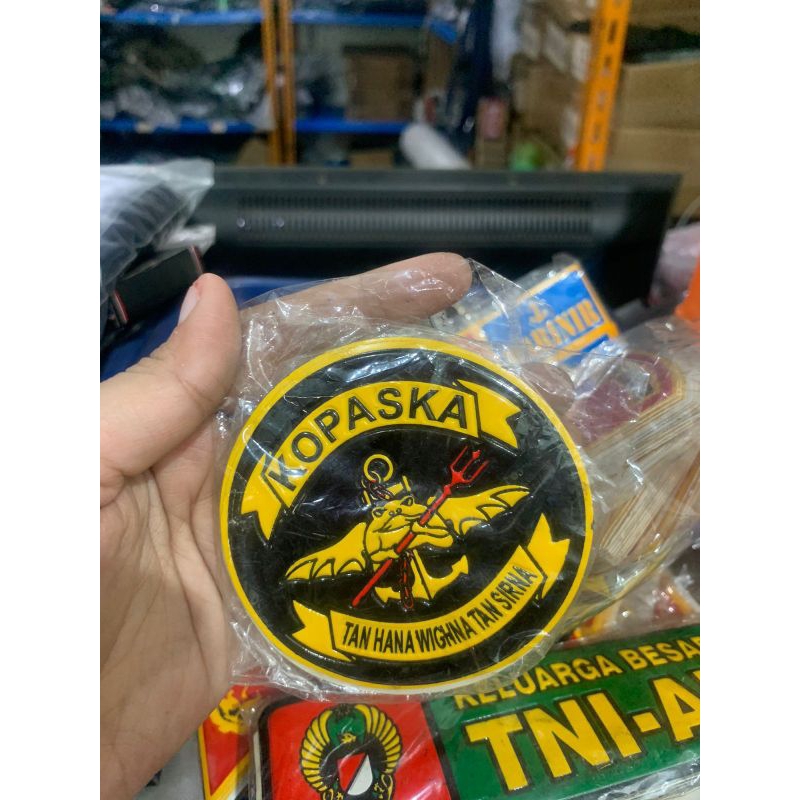 KOPASKA
TAN HANA WIGHNA TAN SIRNA
KELUARGA BESAR
TNI-A